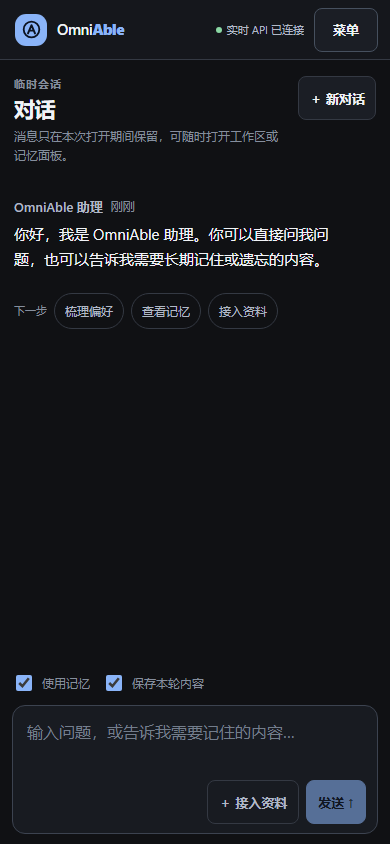 OmniAble
实时 API 已连接
菜单
临时会话
对话
消息只在本次打开期间保留，可随时打开工作区或
记忆面板。
+ 新对话
OmniAble 助理 刚刚
你好，我是 OmniAble 助理。你可以直接问我问
题，也可以告诉我需要长期记住或遗忘的内容。
下一步 梳理偏好 查看记忆 接入资料
使用记忆 保存本轮内容
输入问题，或告诉我需要记住的内容...
+ 接入资料 发送 ↑